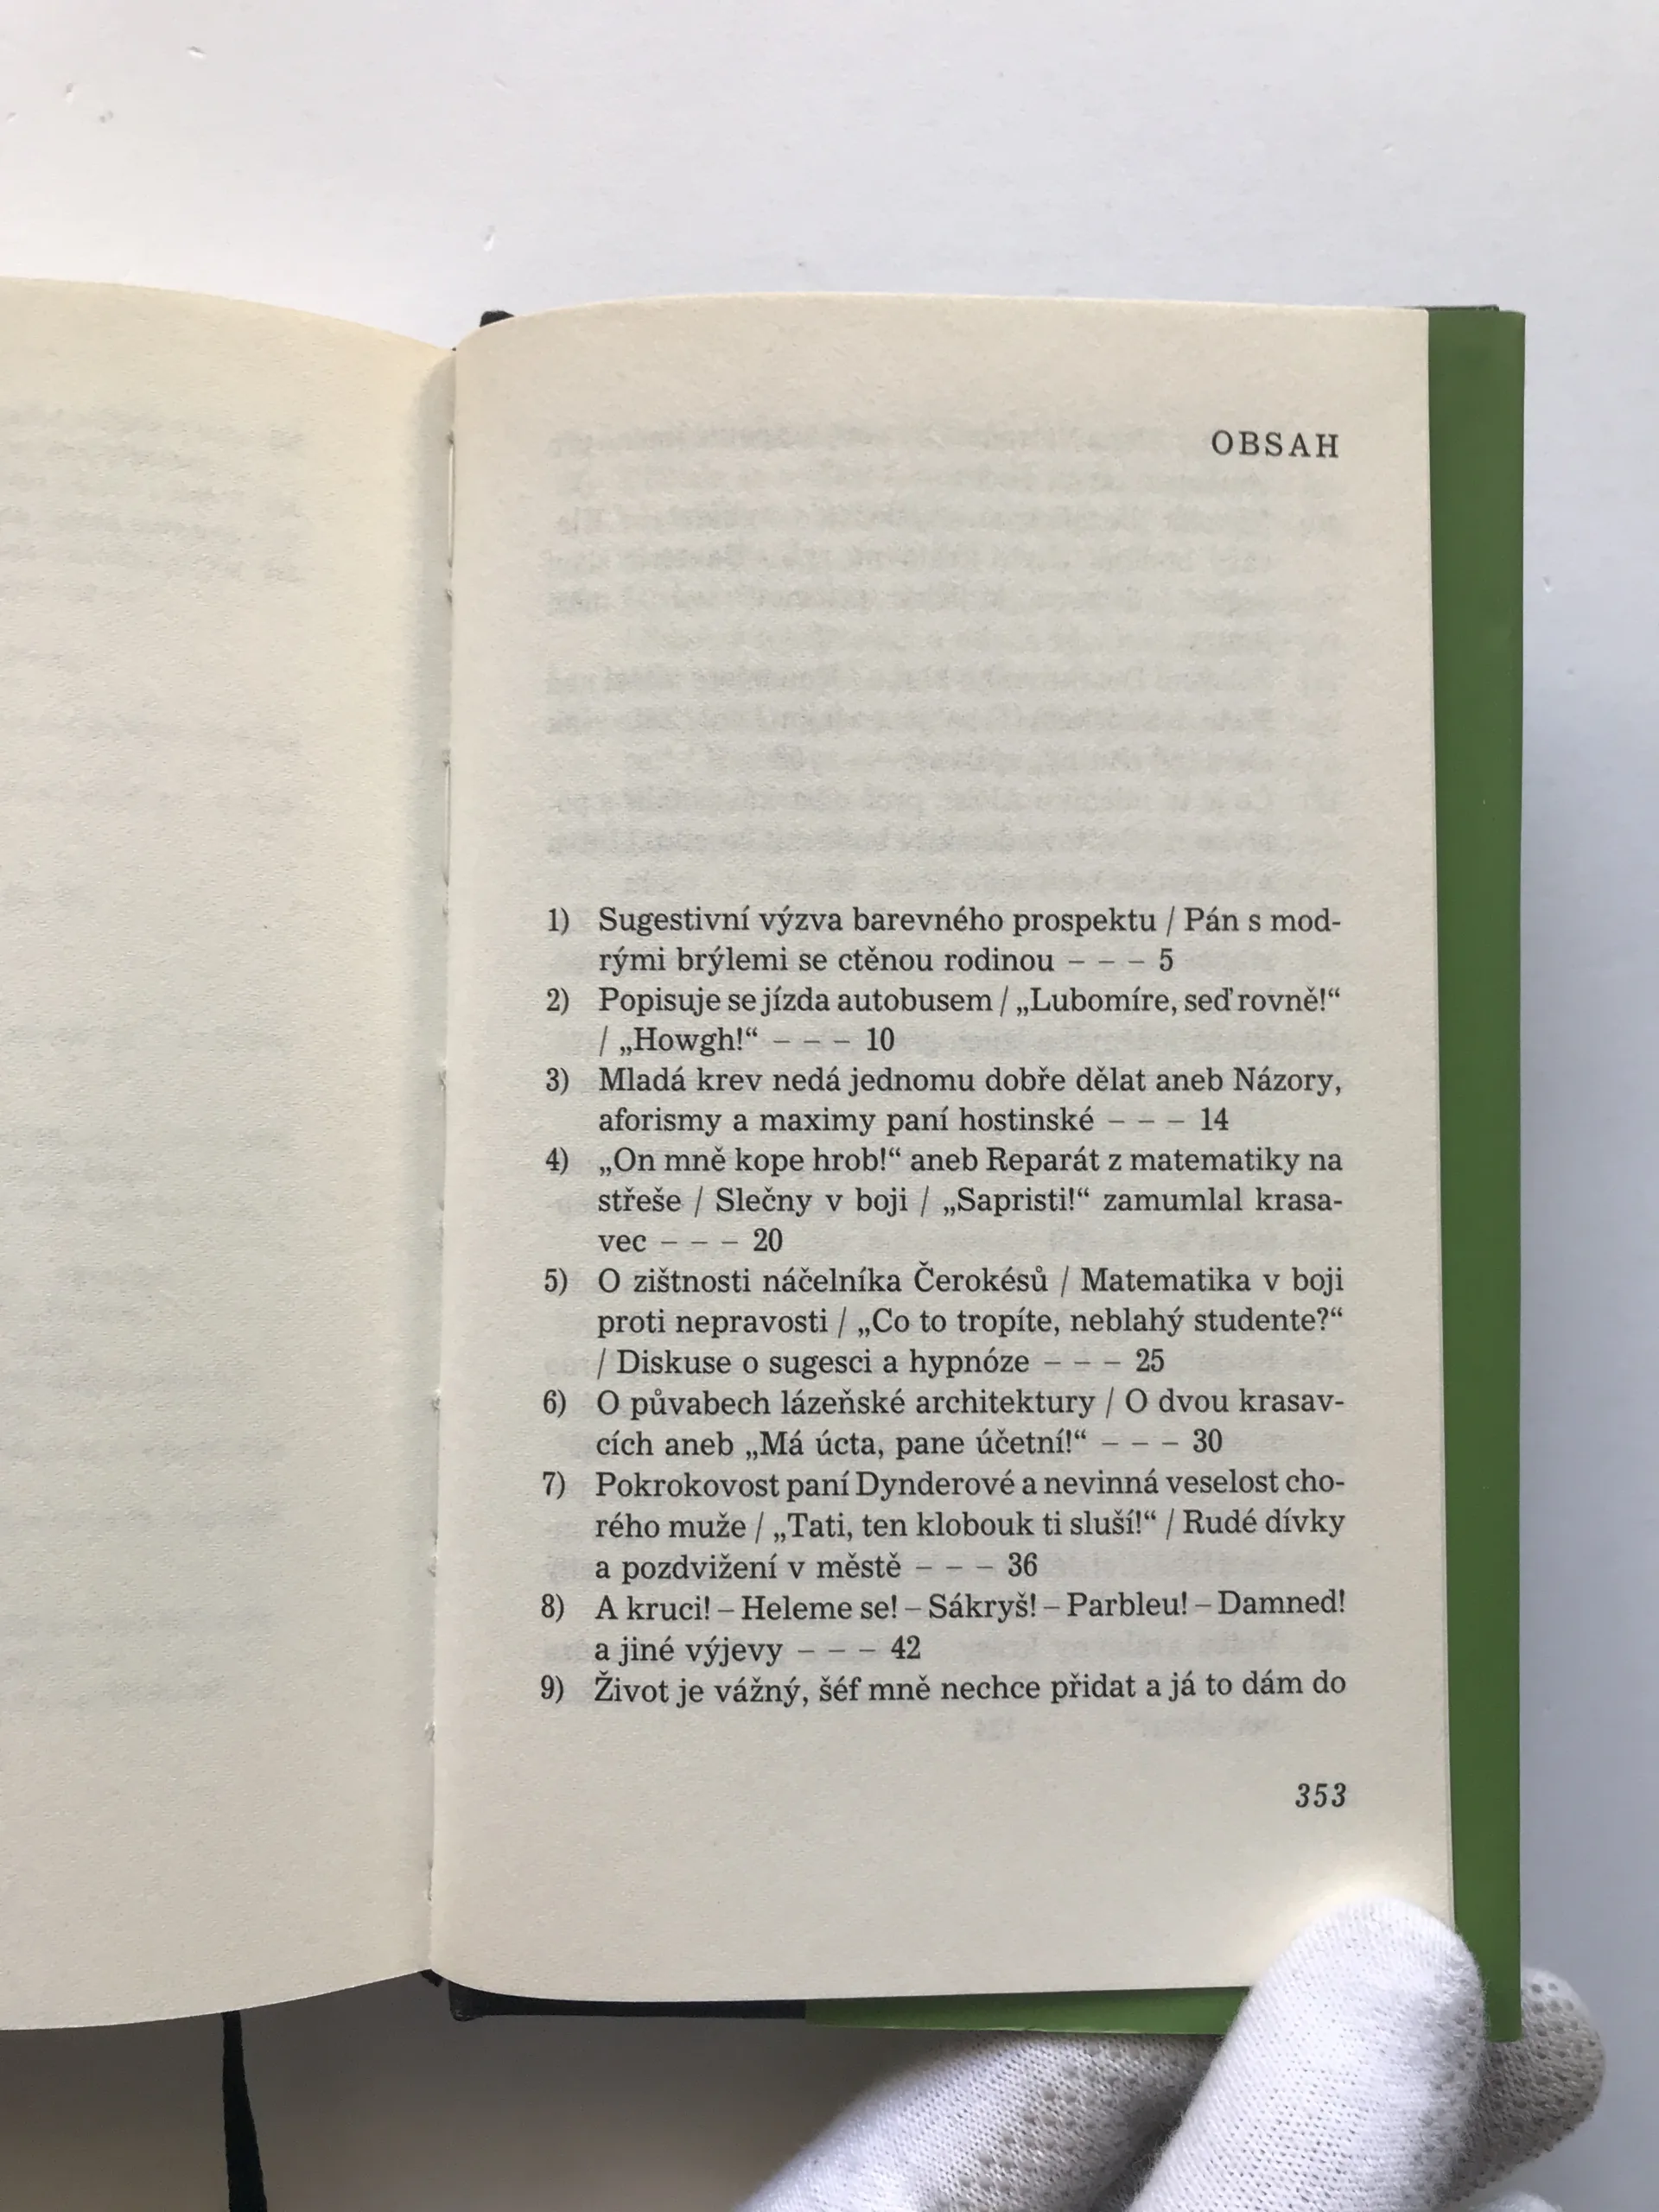 OBSAH
1) Sugestivní výzva barevného prospektu / Pán s mod-
rými brýlemi se ctěnou rodinou – – – 5
2) Popisuje se jízda autobusem / „Lubomíre, seď rovně!“
/ „Howgh!“ – – – 10
3) Mladá krev nedá jednomu dobře dělat aneb Názory,
aforismy a maximy paní hostinské – – – 14
4) „On mně kope hrob!“ aneb Reparát z matematiky na
střeše / Slečny v boji / „Sapristi!“ zamumlal krasa-
vec – – – 20
5) O zištnosti náčelníka Čerokésů / Matematika v boji
proti nepravosti / „Co to tropíte, neblahý studente?“
/ Diskuse o sugesci a hypnóze – – – 25
6) O půvabech lázeňské architektury / O dvou krasav-
cích aneb „Má úcta, pane účetní!“ – – – 30
7) Pokrokovost paní Dynderové a nevinná veselost cho-
rého muže / „Tati, ten klobouk ti sluší!“ / Rudé dívky
a pozdvižení v městě – – – 36
8) A kruci! – Heleme se! – Sákryš! – Parbleu! – Damned!
a jiné výjevy – – – 42
9) Život je vážný, šéf mně nechce přidat a já to dám do
353